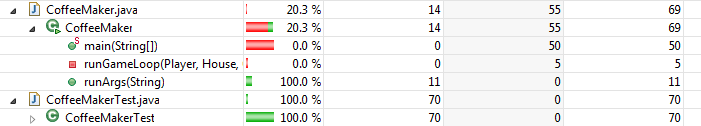 CoffeeMaker.java 20.3 % 14 55 69
CoffeeMaker 20.3 % 14 55 69
main(String[]) 0.0 % 0 50 50
runGameLoop(Player, House, 0.0 % 0 5 5
runArgs(String) 100.0 % 11 0 11
CoffeeMakerTest.java 100.0 % 70 0 70
CoffeeMakerTest 100.0 % 70 0 70